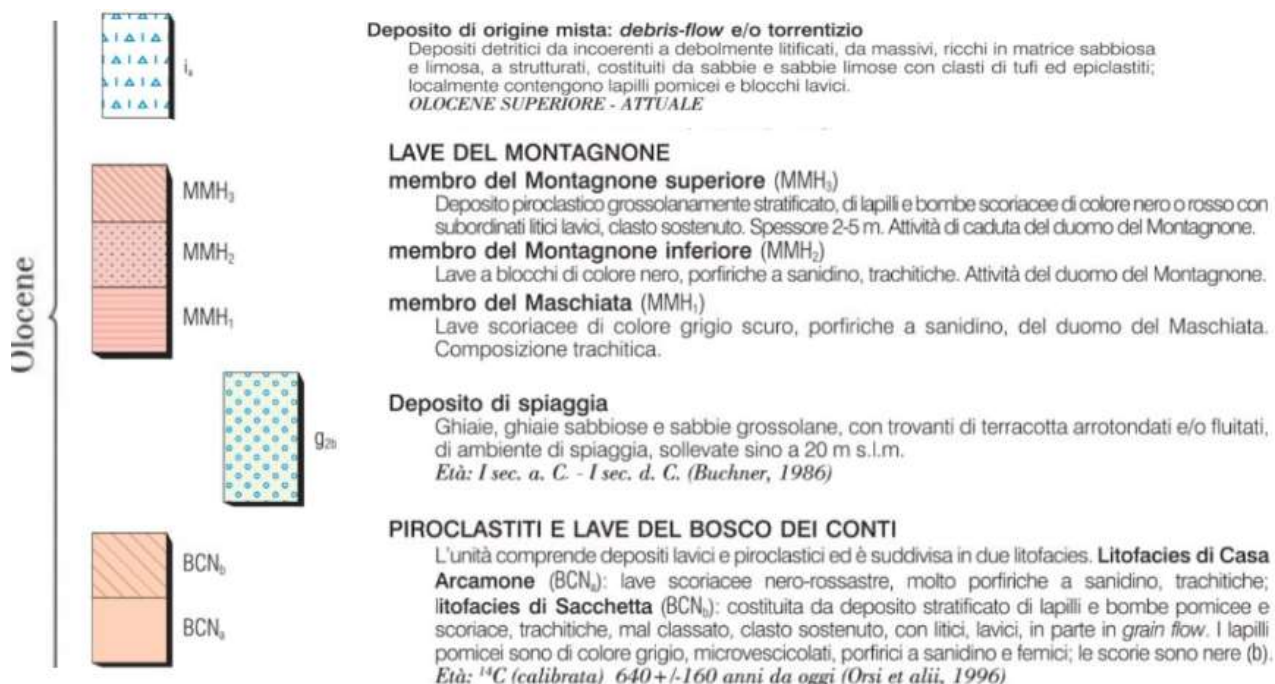 Olocene
i
Deposito di origine mista: debris-flow e/o torrentizio
Depositi detritici da incoerenti a debolmente litificati, da massivi, ricchi in matrice sabbiosa
e limosa, a strutturati, costituiti da sabbie e sabbie limose con clasti di tufi ed epiclastiti;
localmente contengono lapilli pomicei e blocchi lavici.
OLOCENE SUPERIORE - ATTUALE
LAVE DEL MONTAGNONE
MMH₃
membro del Montagnone superiore (MMH₃)
Deposito piroclastico grossolanamente stratificato, di lapilli e bombe scoriacee di colore nero o rosso con
subordinati litici lavici, clasto sostenuto. Spessore 2-5 m. Attività di caduta del duomo del Montagnone.
MMH₂
membro del Montagnone inferiore (MMH₂)
Lave a blocchi di colore nero, porfiriche a sanidino, trachitiche. Attività del duomo del Montagnone.
MMH₁
membro del Maschiata (MMH₁)
Lave scoriacee di colore grigio scuro, porfiriche a sanidino, del duomo del Maschiata.
Composizione trachitica.
g₂b
Deposito di spiaggia
Ghiaie, ghiaie sabbiose e sabbie grossolane, con trovanti di terracotta arrotondati e/o fluitati,
di ambiente di spiaggia, sollevate sino a 20 m s.l.m.
Età: I sec. a. C. - I sec. d. C. (Buchner, 1986)
PIROCLASTITI E LAVE DEL BOSCO DEI CONTI
BCNb
BCNa
L'unità comprende depositi lavici e piroclastici ed è suddivisa in due litofacies. Litofacies di Casa
Arcamone (BCNa): lave scoriacee nero-rossastre, molto porfiriche a sanidino, trachitiche;
litofacies di Sacchetta (BCNb): costituita da deposito stratificato di lapilli e bombe pomicee e
scoriace, trachitiche, mal classato, clasto sostenuto, con litici, lavici, in parte in grain flow. I lapilli
pomicei sono di colore grigio, microvescicolati, porfirici a sanidino e femici; le scorie sono nere (b).
Età: ¹⁴C (calibrata) 640+/-160 anni da oggi (Orsi et alii, 1996)